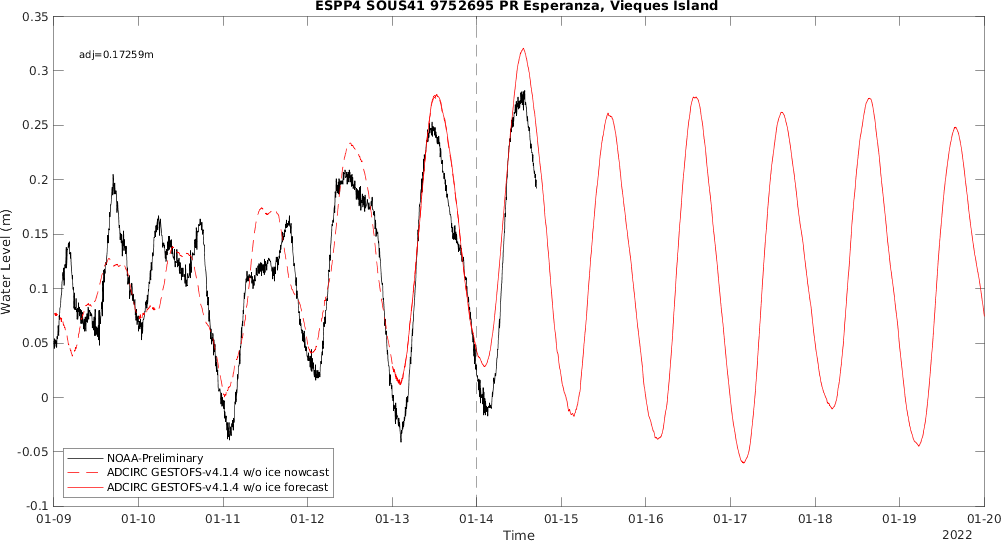 ESPP4 SOUS41 9752695 PR Esperanza, Vieques Island
0.35
adj=0.17259m
0.3
0.25
0.2
0.15
0.1
0.05
0
-0.05
-0.1
Water Level (m)
NOAA-Preliminary
ADCIRC GESTOFS-v4.1.4 w/o ice nowcast
ADCIRC GESTOFS-v4.1.4 w/o ice forecast
01-09 01-10 01-11 01-12 01-13 01-14 01-15 01-16 01-17 01-18 01-19 01-20
Time
2022